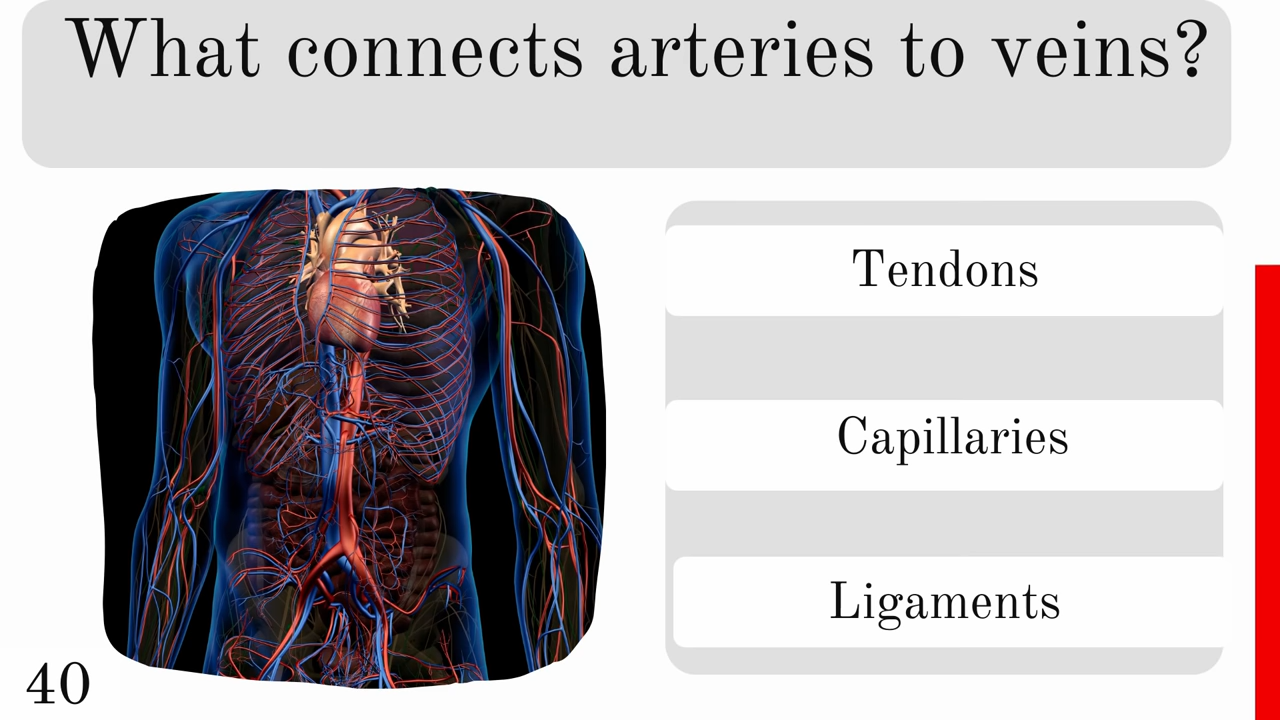 What connects arteries to veins?
Tendons
Capillaries
Ligaments
40